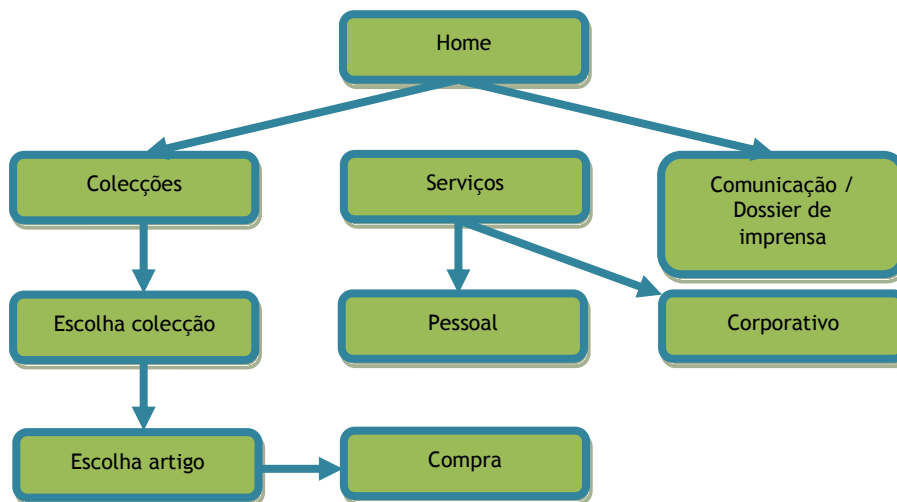 Home
Colecções
Serviços
Comunicação /
Dossier de
imprensa
Escolha colecção
Pessoal
Corporativo
Escolha artigo
Compra